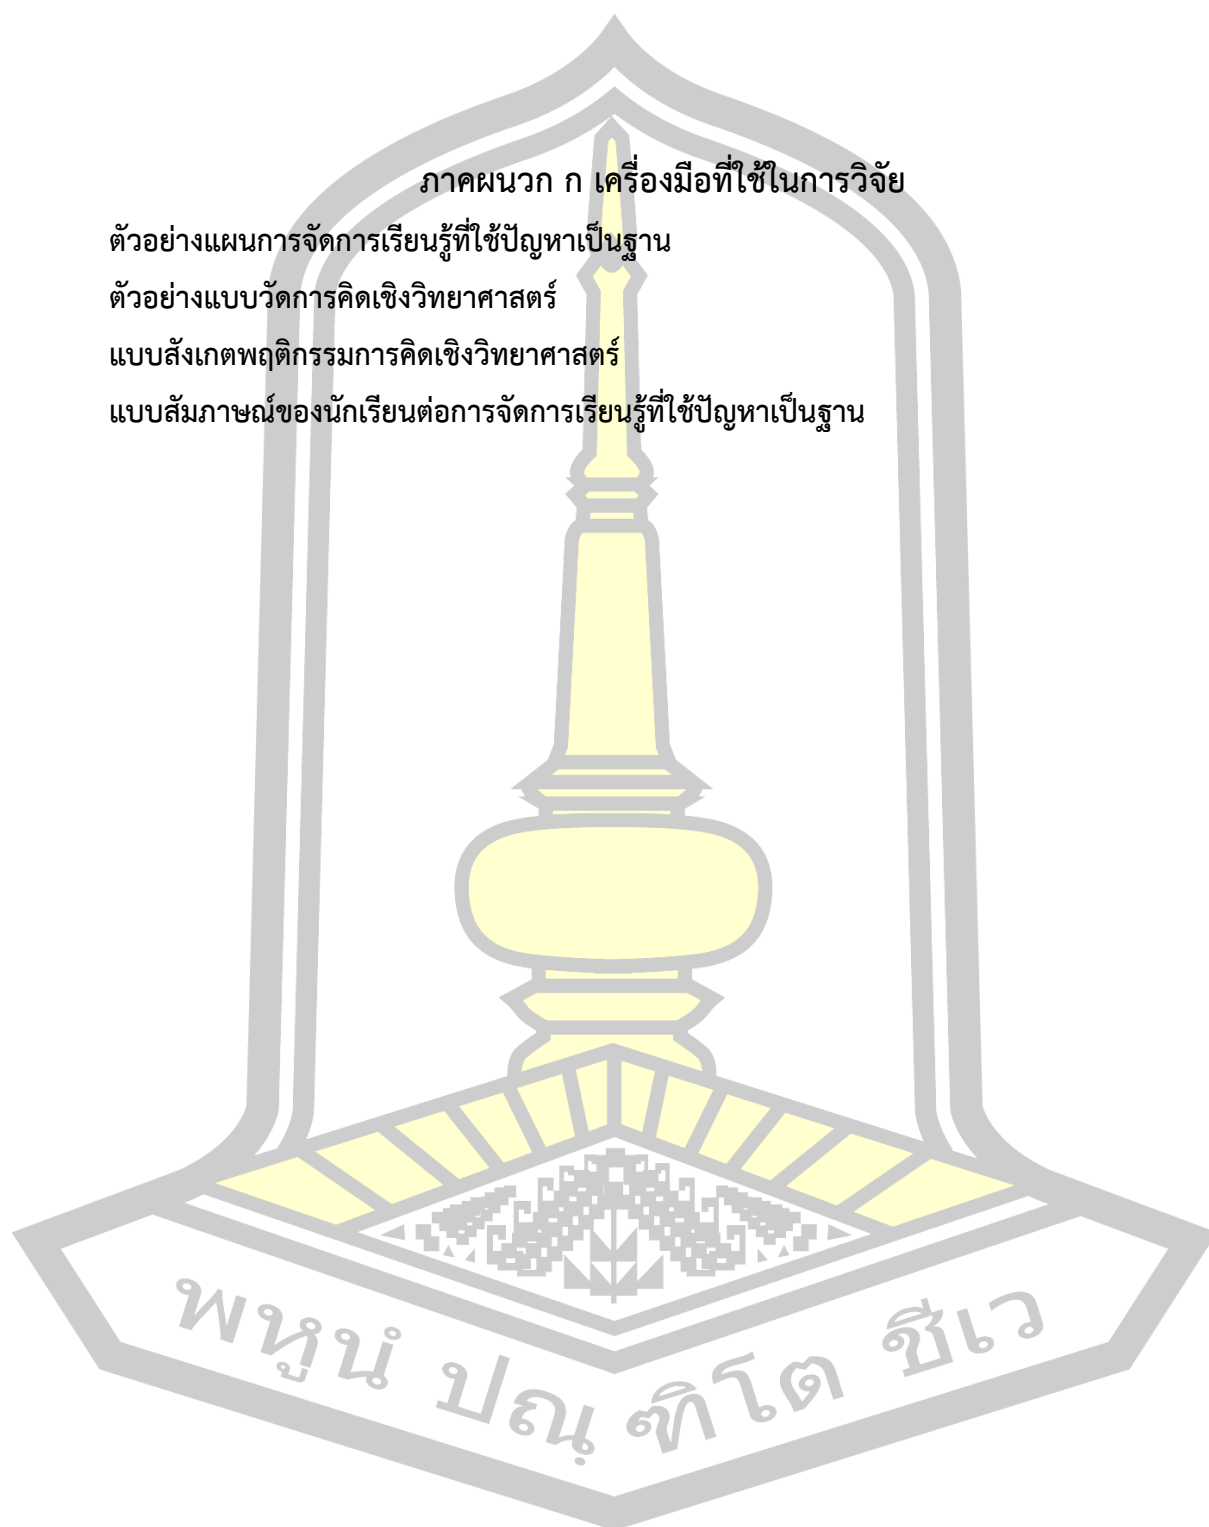 ภาคผนวก ก เครื่องมือที่ใช้ในการวิจัย
ตัวอย่างแผนการจัดการเรียนรู้ที่ใช้ปัญหาเป็นฐาน
ตัวอย่างแบบวัดการคิดเชิงวิทยาศาสตร์
แบบสังเกตพฤติกรรมการคิดเชิงวิทยาศาสตร์
แบบสัมภาษณ์ของนักเรียนต่อการจัดการเรียนรู้ที่ใช้ปัญหาเป็นฐาน
พหูนํ ปณฺ ฑิโต ชีเว